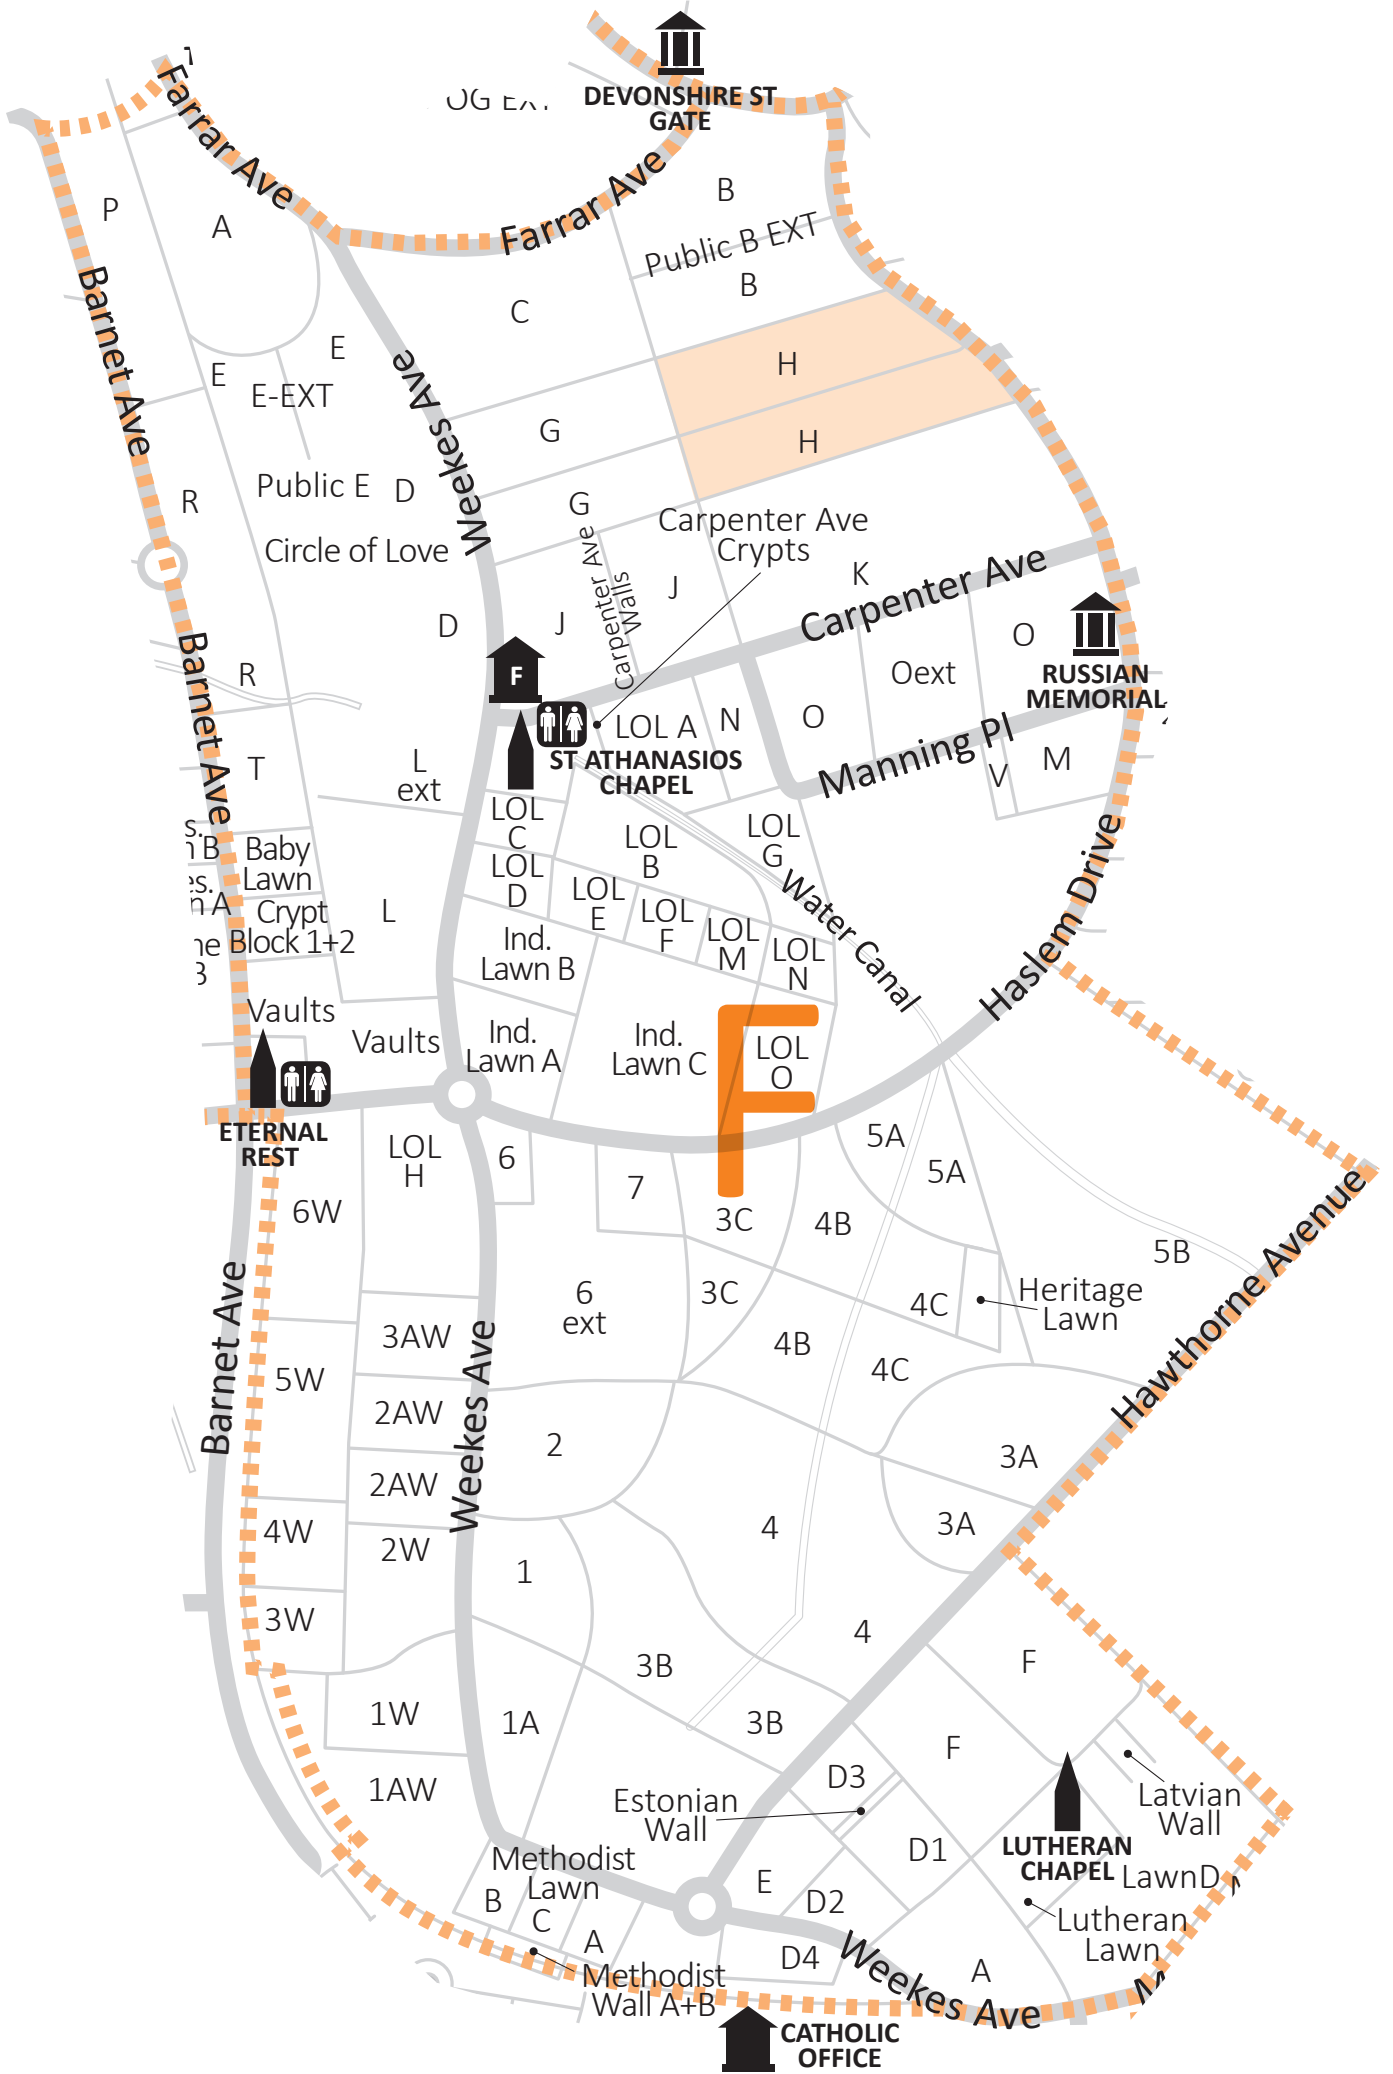 DEVONSHIRE ST
GATE
Farrar Ave
Farrar Ave
P
A
B
Public B EXT
B
C
Barnet Ave
E
E
E-EXT
Weekes Ave
H
G
H
R
Public E
D
G
Carpenter Ave
Crypts
Circle of Love
Carpenter Ave
Walls
J
J
K
Carpenter Ave
D
F
O
Oext
RUSSIAN
MEMORIAL
Barnet Ave
R
LOL A
N
O
Manning Pl
V
M
ST ATHANASIOS
CHAPEL
T
L
ext
LOL
C
LOL
B
LOL
G
Baby
Lawn
LOL
D
LOL
E
LOL
F
LOL
M
LOL
N
Water Canal
Haslem Drive
Crypt
Block 1+2
L
Ind.
Lawn B
Vaults
Vaults
Ind.
Lawn A
Ind.
Lawn C
F
LOL
O
ETERNAL
REST
LOL
H
6
7
5A
5A
6W
3C
4B
5B
Hawthorne Avenue
Barnet Ave
6
ext
3C
4C
Heritage
Lawn
3AW
4B
4C
5W
2AW
Weekes Ave
2
3A
2AW
4W
2W
4
3A
1
3W
4
3B
F
1W
1A
3B
F
1AW
D3
Estonian
Wall
Latvian
Wall
D1
LUTHERAN
CHAPEL
Lawn D
Methodist
Lawn
B
C
A
E
D2
Lutheran
Lawn
D4
Weekes Ave
A
Methodist
Wall A+B
CATHOLIC
OFFICE